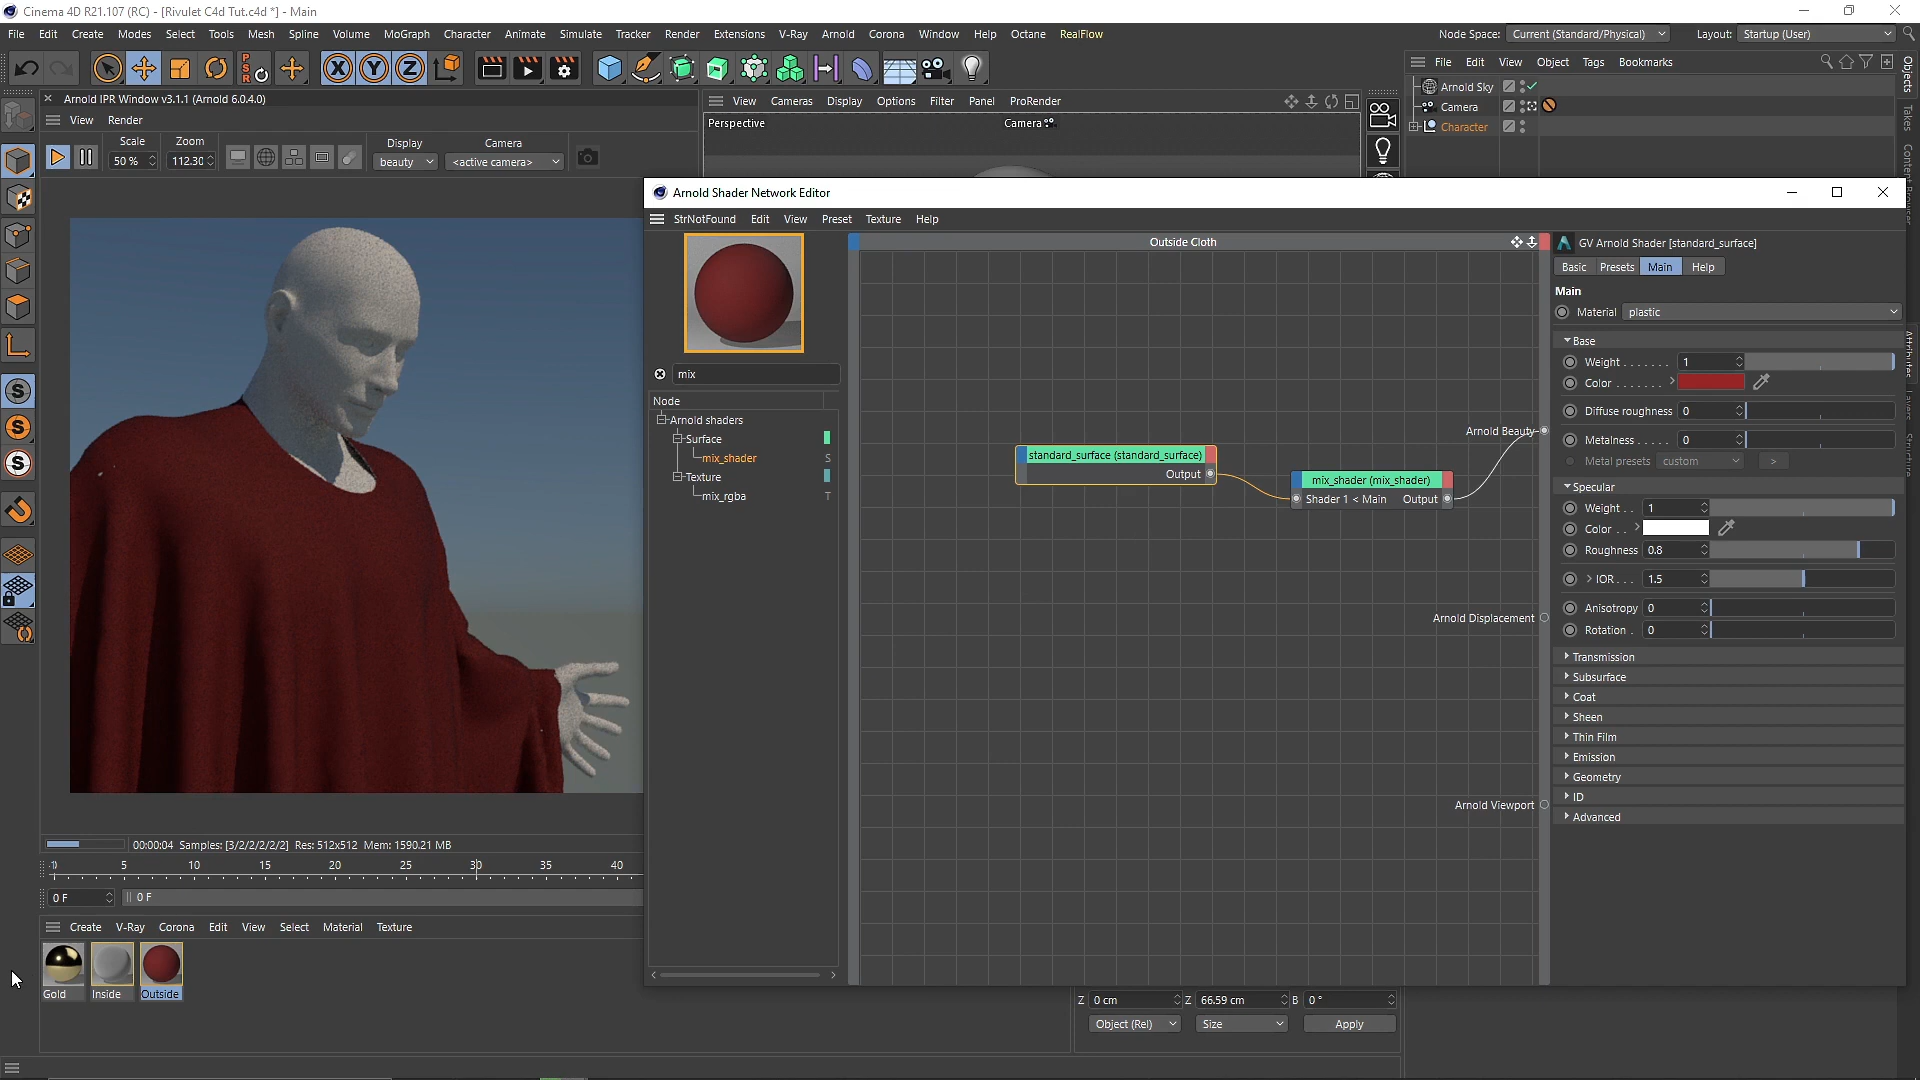 Cinema 4D R21.107 (RC) - [Rivulet C4d Tut.c4d *] - Main
File Edit Create Modes Select Tools Mesh Spline Volume MoGraph Character Animate Simulate Tracker Render Extensions V-Ray Arnold Corona Window Help Octane RealFlow
Node Space: Current (Standard/Physical) Layout: Startup (User)
PSR X Y Z
File Edit View Object Tags Bookmarks
Arnold Sky
Camera
Character
Objects
Takes
Content Browser
Attributes
Layers
Structure
Arnold IPR Window v3.1.1 (Arnold 6.0.4.0)
View Render
Scale Zoom Display Camera
50 % 112.30 beauty <active camera>
View Cameras Display Options Filter Panel ProRender
Perspective Camera
Arnold Shader Network Editor
StrNotFound Edit View Preset Texture Help
mix
Node
Arnold shaders
Surface
mix_shader S
Texture
mix_rgba T
Outside Cloth
standard_surface (standard_surface)
Output
mix_shader (mix_shader)
Shader 1 < Main Output
Arnold Beauty
Arnold Displacement
Arnold Viewport
GV Arnold Shader [standard_surface]
Basic Presets Main Help
Main
Material plastic
Base
Weight . . . . . . . 1
Color . . . . . . . >
Diffuse roughness 0
Metalness . . . . . 0
Metal presets custom >
Specular
Weight . . 1
Color . . >
Roughness 0.8
> IOR . . . 1.5
Anisotropy 0
Rotation . 0
Transmission
Subsurface
Coat
Sheen
Thin Film
Emission
Geometry
ID
Advanced
00:00:04 Samples: [3/2/2/2/2/2] Res: 512x512 Mem: 1590.21 MB
5 10 15 20 25 30 35 40
0 F 0 F
Create V-Ray Corona Edit View Select Material Texture
Gold Inside Outside
Z 0 cm Z 66.59 cm B 0 °
Object (Rel) Size Apply